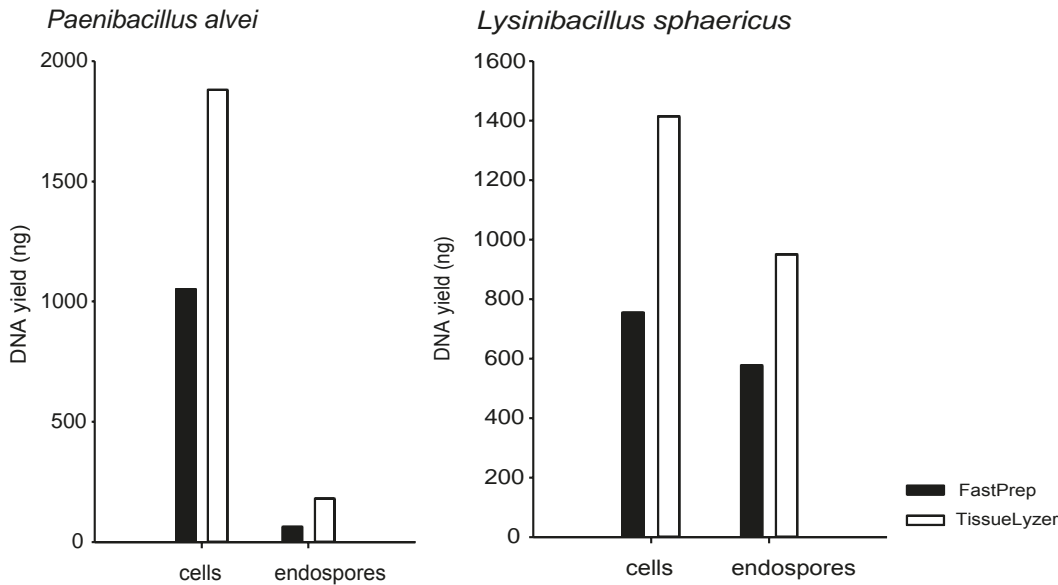 Paenibacillus alvei
DNA yield (ng)
2000
1500
1000
500
0
cells endospores
Lysinibacillus sphaericus
DNA yield (ng)
1600
1400
1200
1000
800
600
400
200
0
cells endospores
FastPrep
TissueLyzer